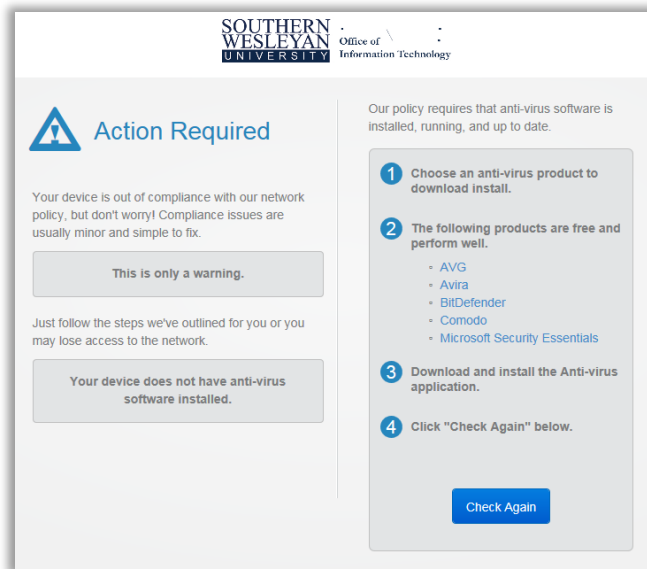 SOUTHERN
WESLEYAN
UNIVERSITY
Office of
Information Technology
Action Required
Your device is out of compliance with our network
policy, but don't worry! Compliance issues are
usually minor and simple to fix.
This is only a warning.
Just follow the steps we've outlined for you or you
may lose access to the network.
Your device does not have anti-virus
software installed.
Our policy requires that anti-virus software is
installed, running, and up to date.
1 Choose an anti-virus product to
download install.
2 The following products are free and
perform well.
AVG
Avira
BitDefender
Comodo
Microsoft Security Essentials
3 Download and install the Anti-virus
application.
4 Click "Check Again" below.
Check Again